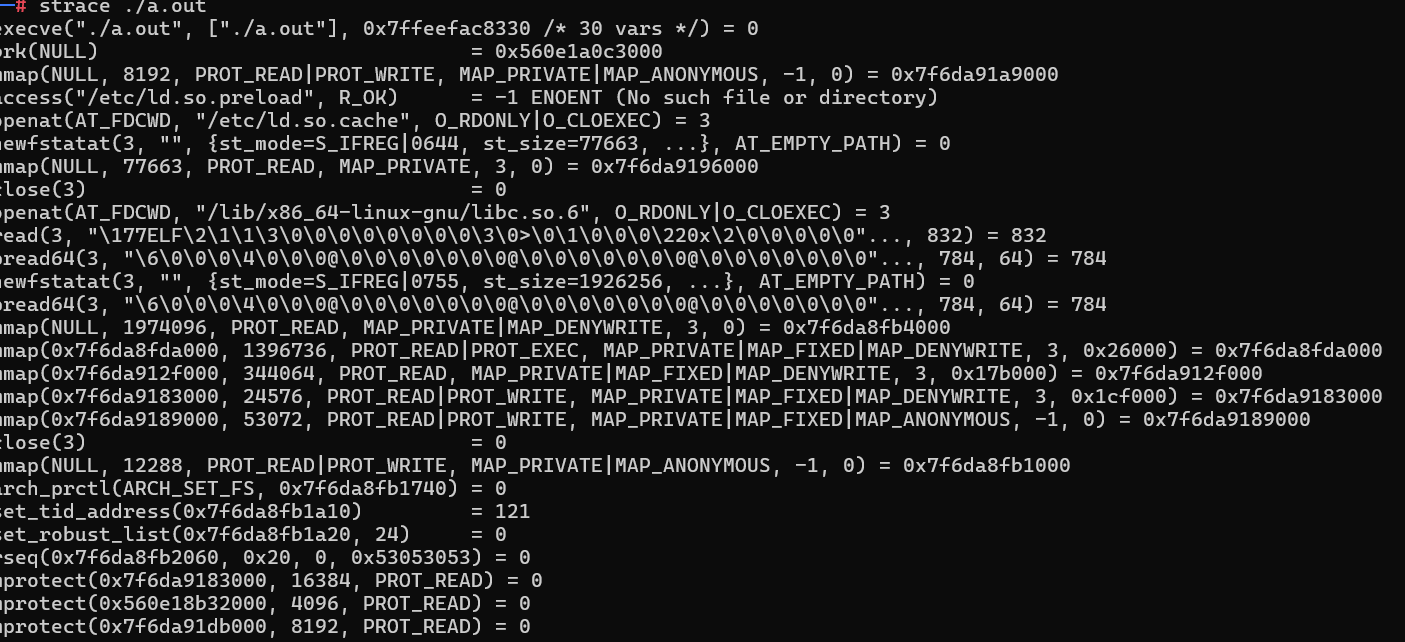 # strace ./a.out
execve("./a.out", ["./a.out"], 0x7ffeefac8330 /* 30 vars */) = 0
brk(NULL) = 0x560e1a0c3000
mmap(NULL, 8192, PROT_READ|PROT_WRITE, MAP_PRIVATE|MAP_ANONYMOUS, -1, 0) = 0x7f6da91a9000
access("/etc/ld.so.preload", R_OK) = -1 ENOENT (No such file or directory)
openat(AT_FDCWD, "/etc/ld.so.cache", O_RDONLY|O_CLOEXEC) = 3
newfstatat(3, "", {st_mode=S_IFREG|0644, st_size=77663, ...}, AT_EMPTY_PATH) = 0
mmap(NULL, 77663, PROT_READ, MAP_PRIVATE, 3, 0) = 0x7f6da9196000
close(3) = 0
openat(AT_FDCWD, "/lib/x86_64-linux-gnu/libc.so.6", O_RDONLY|O_CLOEXEC) = 3
read(3, "\177ELF\2\1\1\3\0\0\0\0\0\0\0\0\3\0>\0\1\0\0\0\220x\2\0\0\0\0\0"..., 832) = 832
pread64(3, "\6\0\0\0\4\0\0\0@\0\0\0\0\0\0\0@\0\0\0\0\0\0\0@\0\0\0\0\0\0\0"..., 784, 64) = 784
newfstatat(3, "", {st_mode=S_IFREG|0755, st_size=1926256, ...}, AT_EMPTY_PATH) = 0
pread64(3, "\6\0\0\0\4\0\0\0@\0\0\0\0\0\0\0@\0\0\0\0\0\0\0@\0\0\0\0\0\0\0"..., 784, 64) = 784
mmap(NULL, 1974096, PROT_READ, MAP_PRIVATE|MAP_DENYWRITE, 3, 0) = 0x7f6da8fb4000
mmap(0x7f6da8fda000, 1396736, PROT_READ|PROT_EXEC, MAP_PRIVATE|MAP_FIXED|MAP_DENYWRITE, 3, 0x26000) = 0x7f6da8fda000
mmap(0x7f6da912f000, 344064, PROT_READ, MAP_PRIVATE|MAP_FIXED|MAP_DENYWRITE, 3, 0x17b000) = 0x7f6da912f000
mmap(0x7f6da9183000, 24576, PROT_READ|PROT_WRITE, MAP_PRIVATE|MAP_FIXED|MAP_DENYWRITE, 3, 0x1cf000) = 0x7f6da9183000
mmap(0x7f6da9189000, 53072, PROT_READ|PROT_WRITE, MAP_PRIVATE|MAP_FIXED|MAP_ANONYMOUS, -1, 0) = 0x7f6da9189000
close(3) = 0
mmap(NULL, 12288, PROT_READ|PROT_WRITE, MAP_PRIVATE|MAP_ANONYMOUS, -1, 0) = 0x7f6da8fb1000
arch_prctl(ARCH_SET_FS, 0x7f6da8fb1740) = 0
set_tid_address(0x7f6da8fb1a10) = 121
set_robust_list(0x7f6da8fb1a20, 24) = 0
rseq(0x7f6da8fb2060, 0x20, 0, 0x53053053) = 0
mprotect(0x7f6da9183000, 16384, PROT_READ) = 0
mprotect(0x560e18b32000, 4096, PROT_READ) = 0
mprotect(0x7f6da91db000, 8192, PROT_READ) = 0